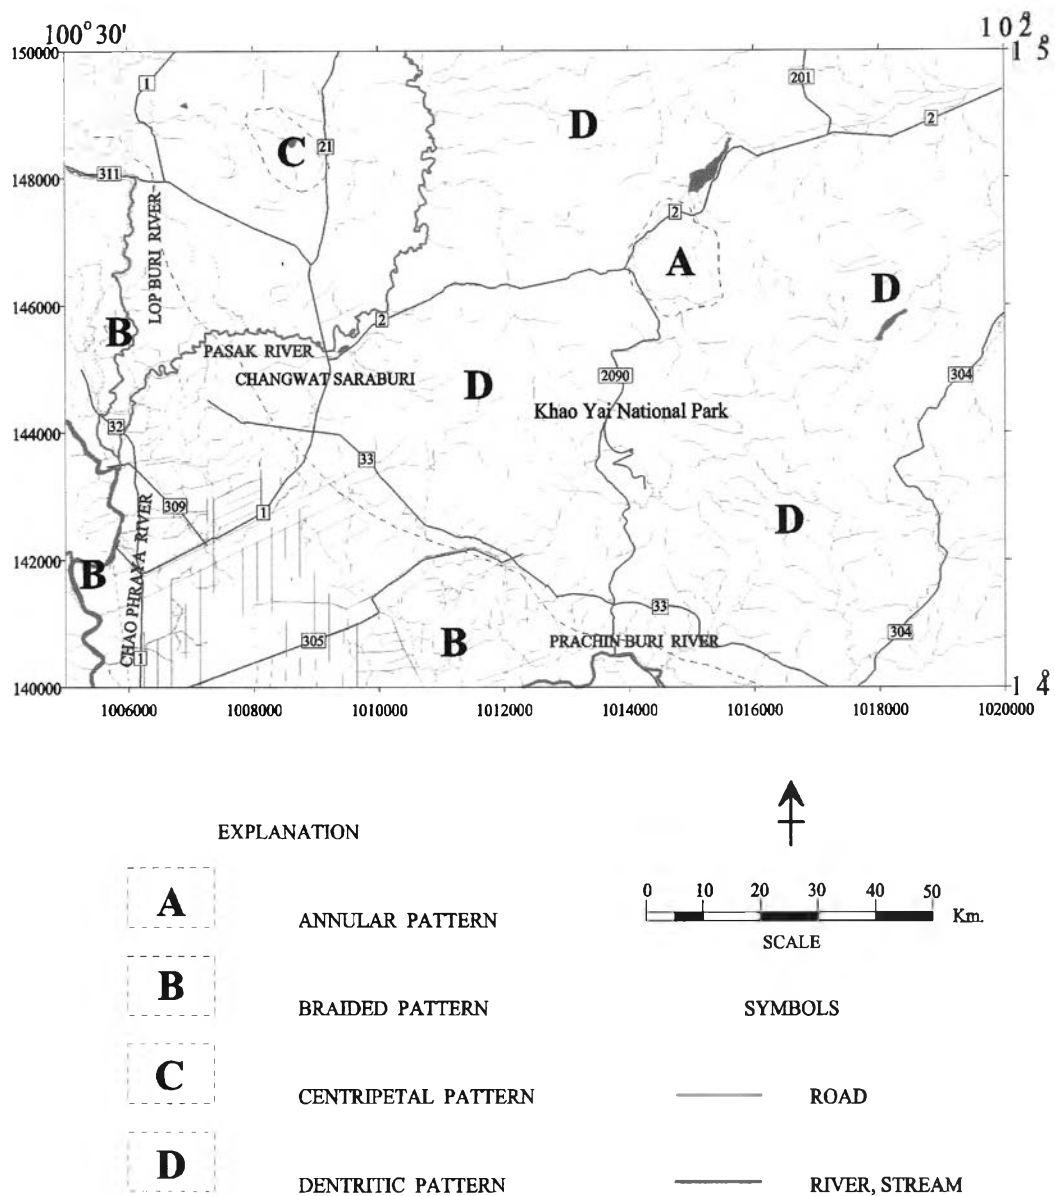 100° 30'
102°
150000
15°
1
201
2
D
C
21
311
148000
2
A
LOP BURI RIVER
D
146000
B
2
PASAK RIVER
CHANGWAT SARABURI
D
2090
304
Khao Yai National Park
32
144000
33
309
1
D
CHAO PHRAYA RIVER
142000
B
33
305
B
PRACHIN BURI RIVER
304
1
140000
14°
1006000 1008000 1010000 1012000 1014000 1016000 1018000 1020000
EXPLANATION
A ANNULAR PATTERN
0 10 20 30 40 50
Km.
SCALE
B BRAIDED PATTERN
SYMBOLS
C CENTRIPETAL PATTERN
ROAD
D DENTRITIC PATTERN
RIVER, STREAM